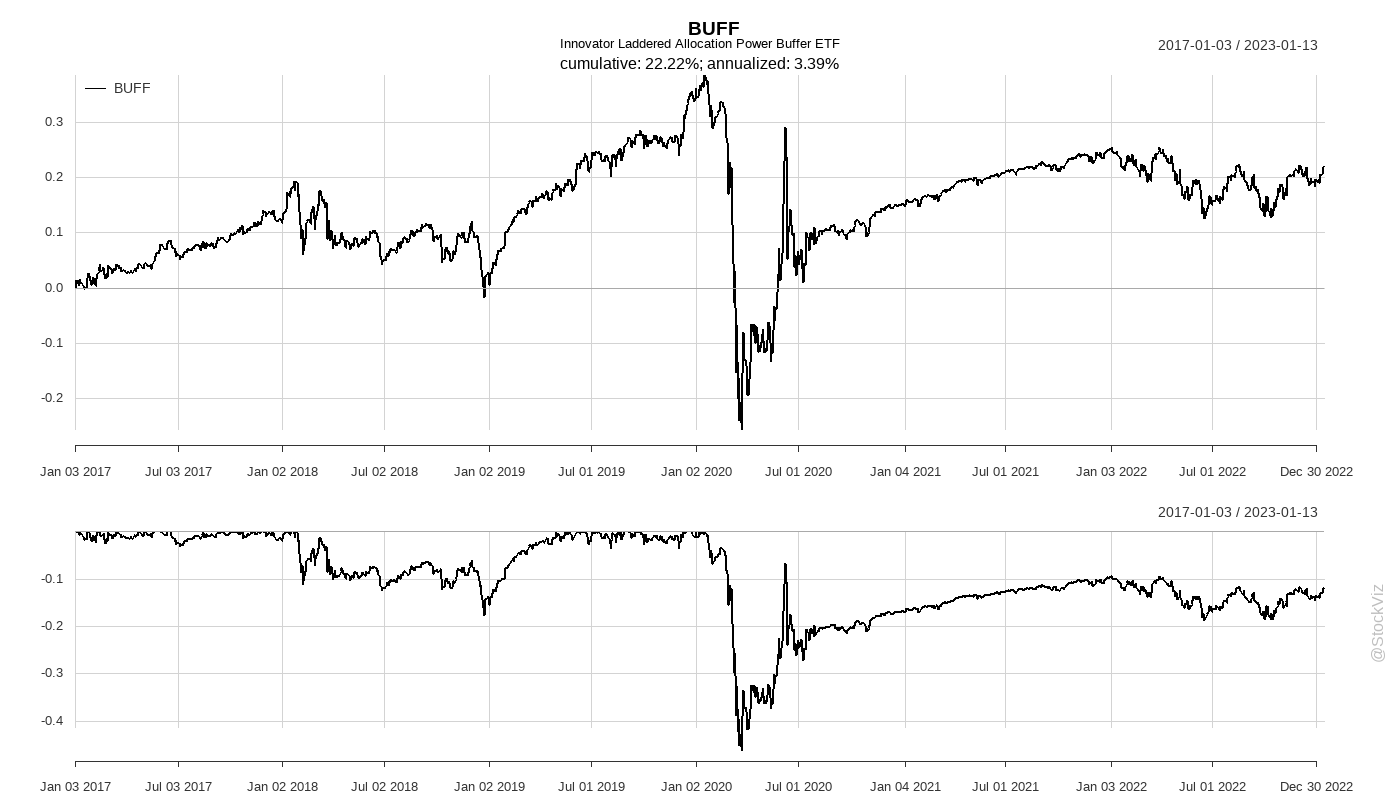 BUFF
Innovator Laddered Allocation Power Buffer ETF
cumulative: 22.22%; annualized: 3.39%
2017-01-03 / 2023-01-13
BUFF
0.3
0.2
0.1
0.0
-0.1
-0.2
Jan 03 2017 Jul 03 2017 Jan 02 2018 Jul 02 2018 Jan 02 2019 Jul 01 2019 Jan 02 2020 Jul 01 2020 Jan 04 2021 Jul 01 2021 Jan 03 2022 Jul 01 2022 Dec 30 2022
2017-01-03 / 2023-01-13
-0.1
-0.2
-0.3
-0.4
Jan 03 2017 Jul 03 2017 Jan 02 2018 Jul 02 2018 Jan 02 2019 Jul 01 2019 Jan 02 2020 Jul 01 2020 Jan 04 2021 Jul 01 2021 Jan 03 2022 Jul 01 2022 Dec 30 2022
@StockViz